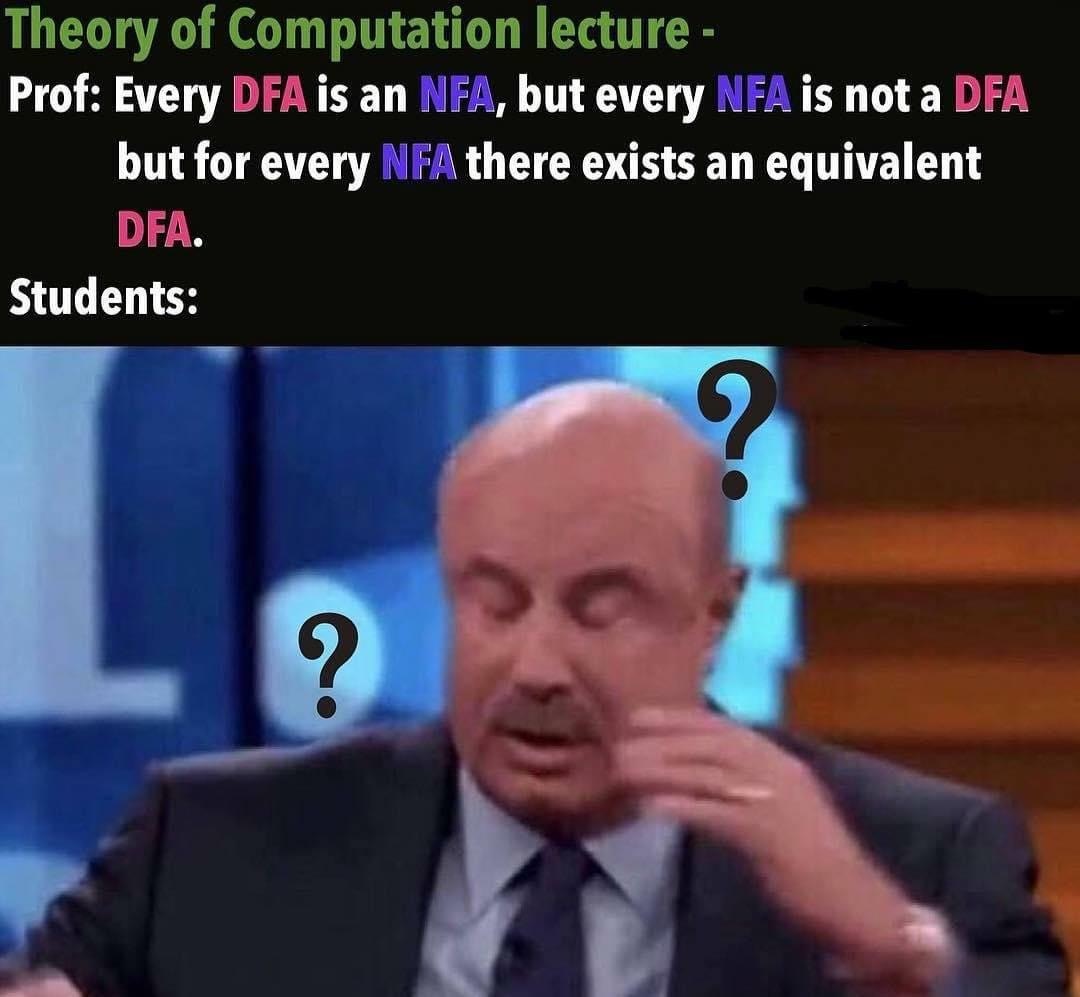 Theory of Computation lecture -
Prof: Every DFA is an NFA, but every NFA is not a DFA
but for every NFA there exists an equivalent
DFA.
Students:
?
?